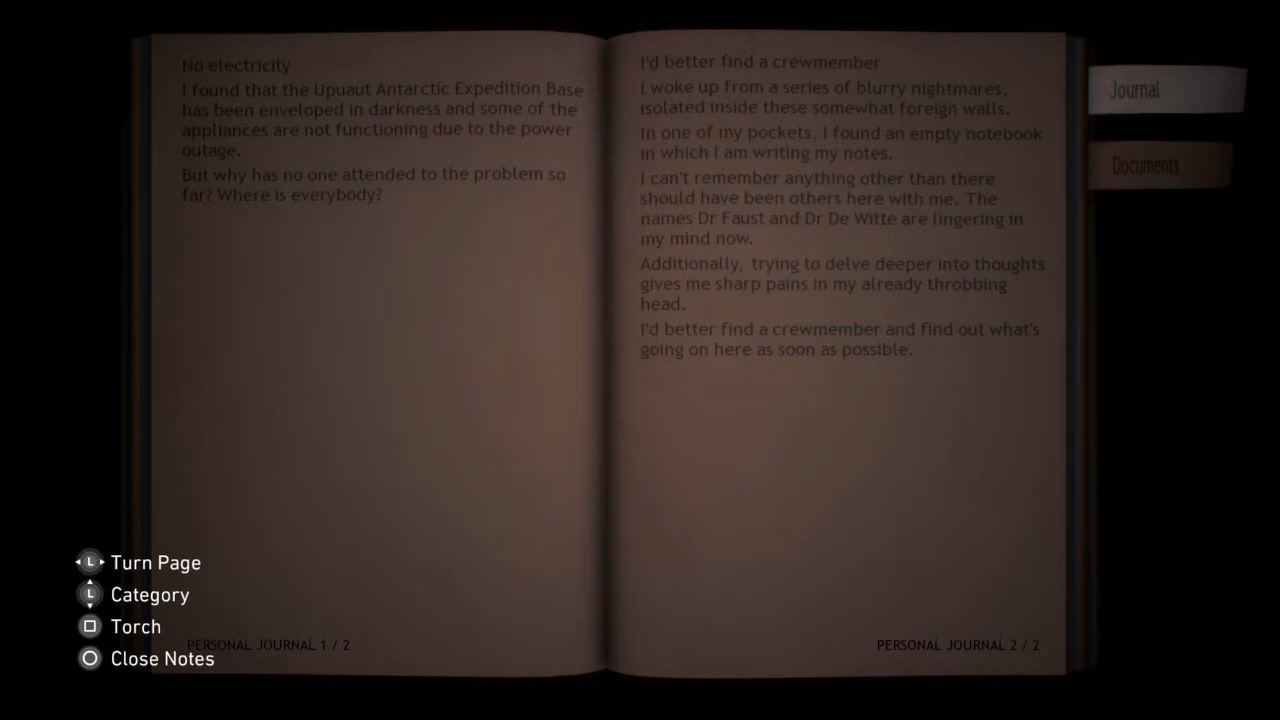 No electricity
I found that the Upuaut Antarctic Expedition Base
has been enveloped in darkness and some of the
appliances are not functioning due to the power
outage.
But why has no one attended to the problem so
far? Where is everybody?
PERSONAL JOURNAL 1 / 2
I'd better find a crewmember
I woke up from a series of blurry nightmares,
isolated inside these somewhat foreign walls.
In one of my pockets, I found an empty notebook
in which I am writing my notes.
I can't remember anything other than there
should have been others here with me. The
names Dr Faust and Dr De Witte are lingering in
my mind now.
Additionally, trying to delve deeper into thoughts
gives me sharp pains in my already throbbing
head.
I'd better find a crewmember and find out what's
going on here as soon as possible.
PERSONAL JOURNAL 2 / 2
Journal
Documents
L Turn Page
L Category
Torch
Close Notes